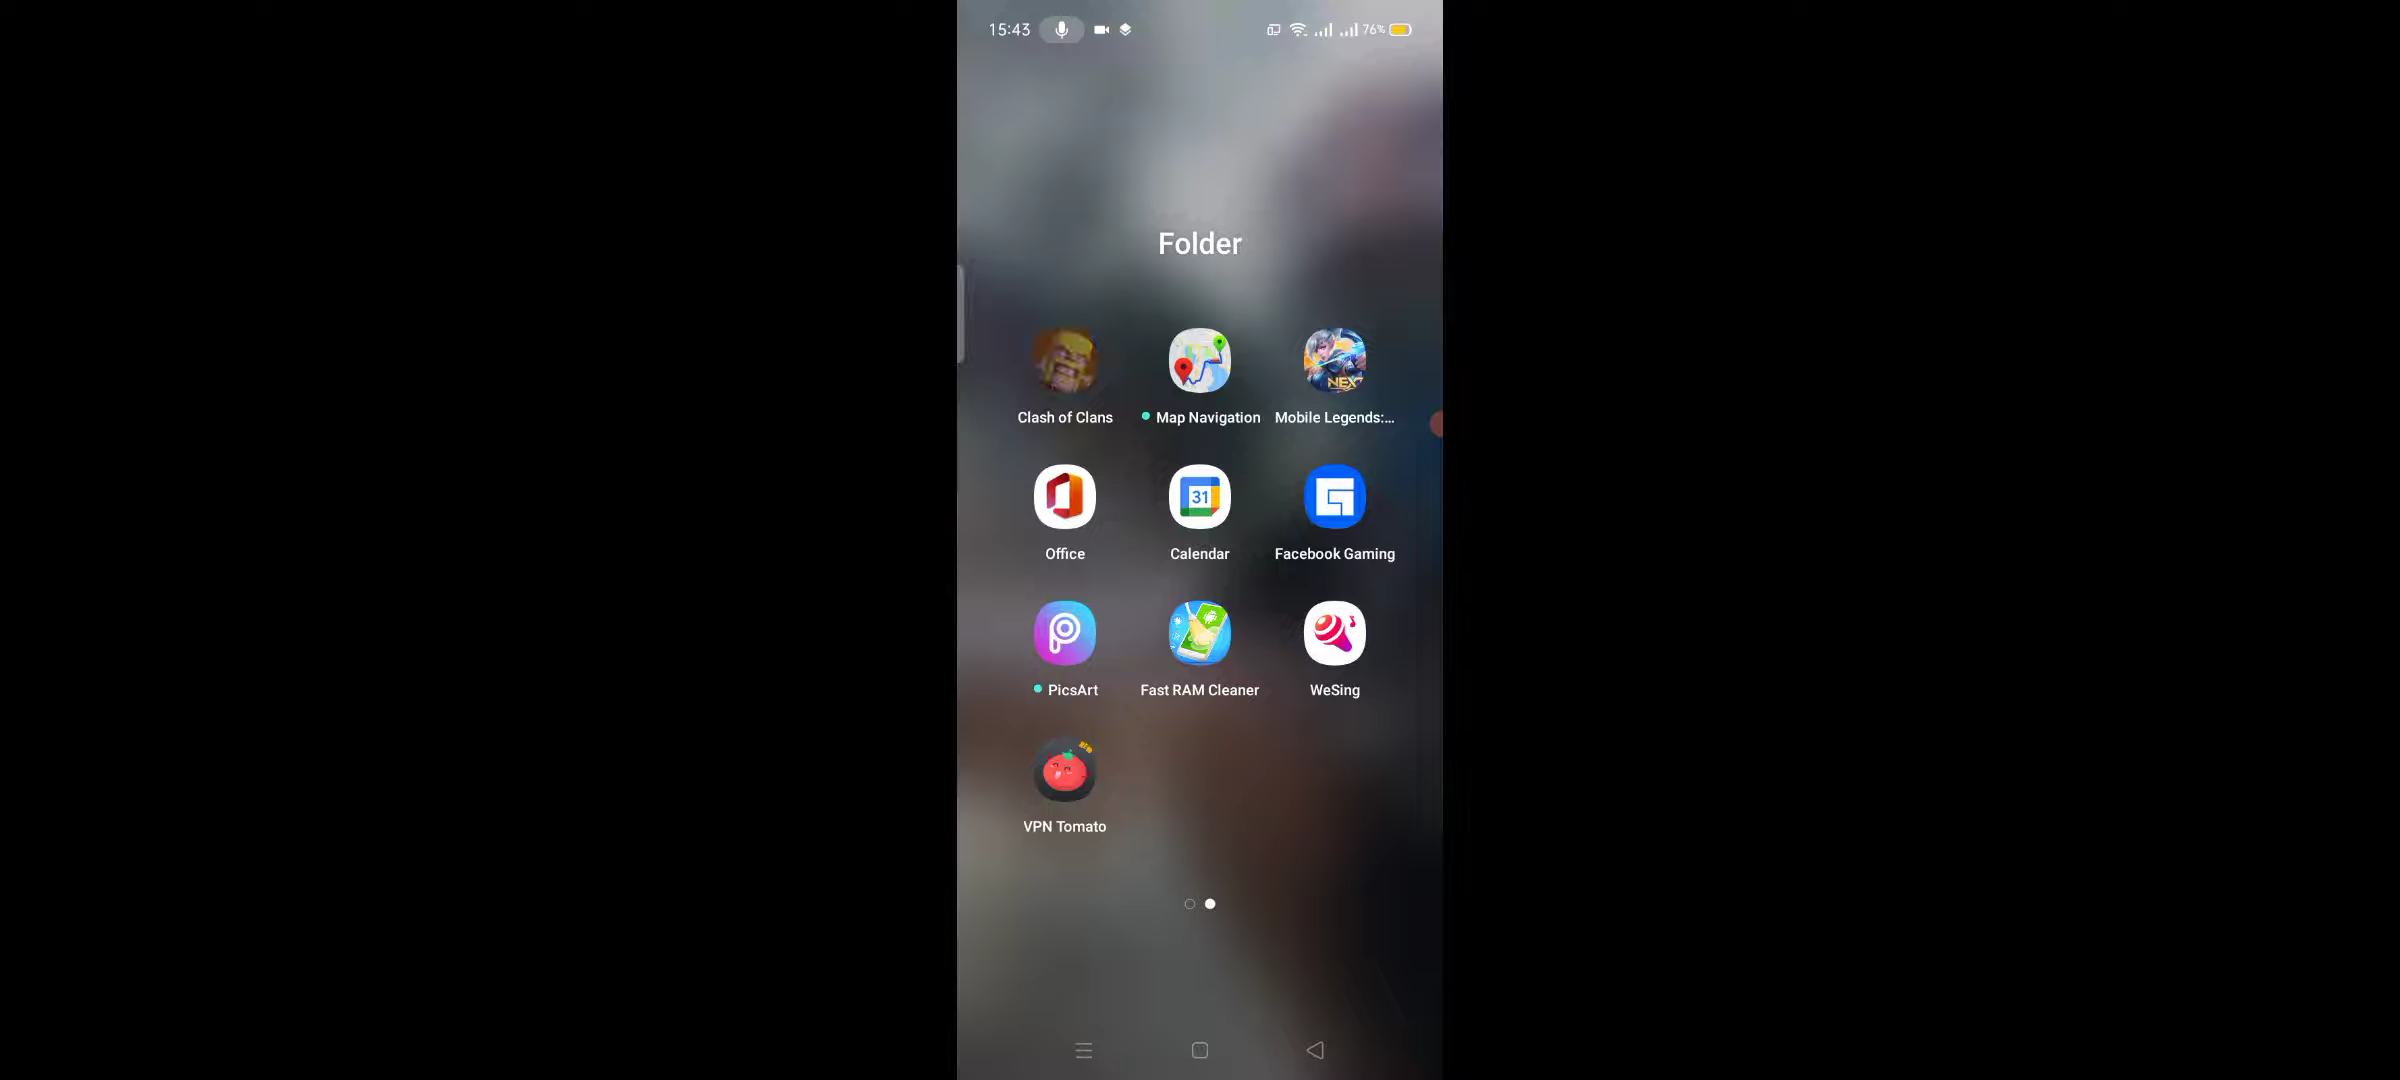 15:43
76%
Folder
Clash of Clans
Map Navigation
Mobile Legends:...
NEXT
31
Office
Calendar
Facebook Gaming
PicsArt
Fast RAM Cleaner
WeSing
VPN Tomato